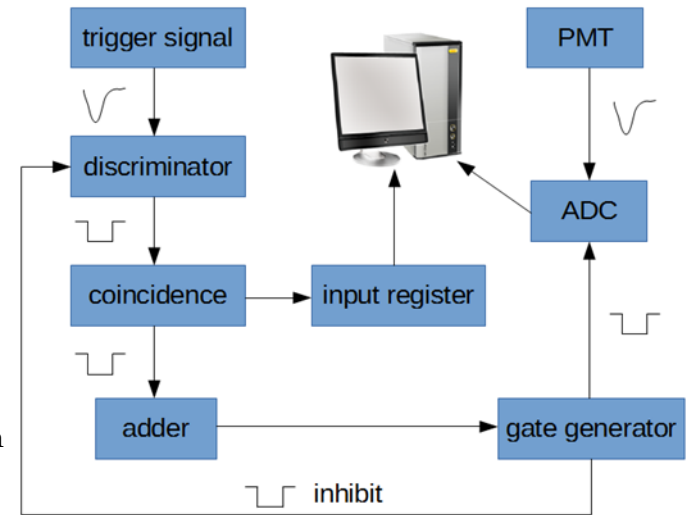 trigger signal
PMT
discriminator
ADC
coincidence
input register
adder
gate generator
inhibit